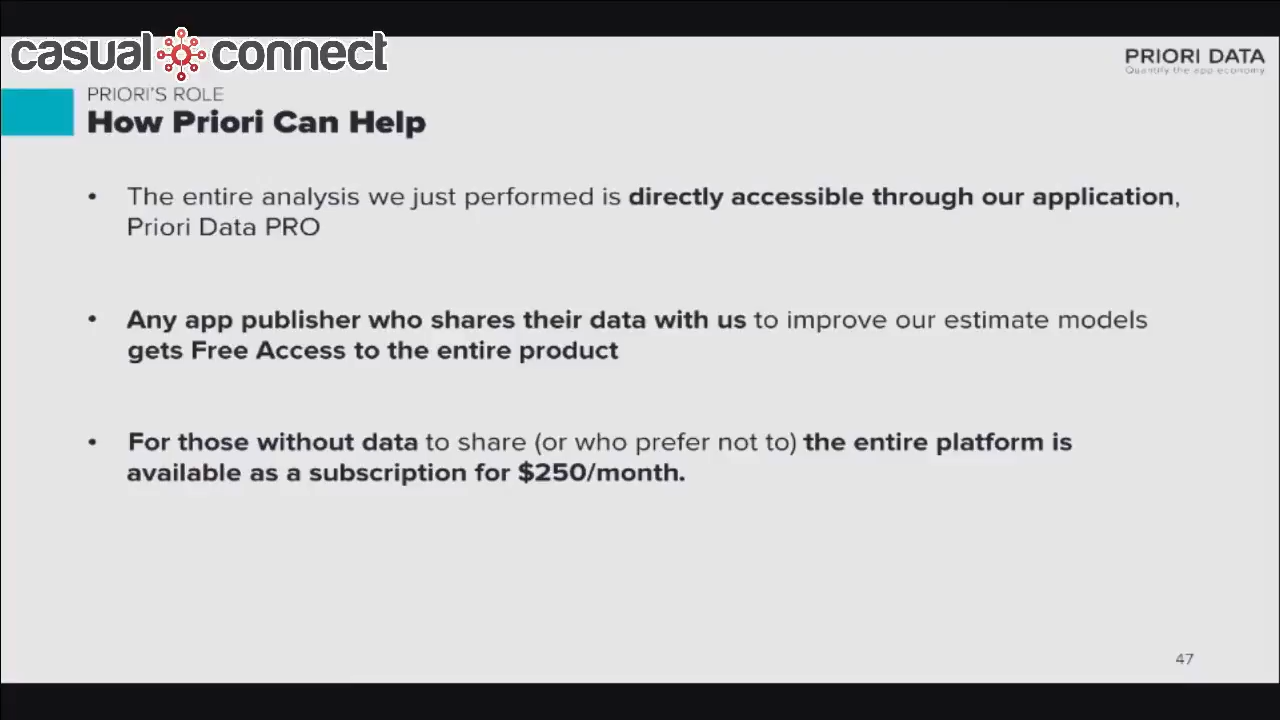 casual connect
PRIORI DATA
Quantify the app economy
PRIORI'S ROLE
How Priori Can Help
• The entire analysis we just performed is directly accessible through our application,
Priori Data PRO
• Any app publisher who shares their data with us to improve our estimate models
gets Free Access to the entire product
• For those without data to share (or who prefer not to) the entire platform is
available as a subscription for $250/month.
47